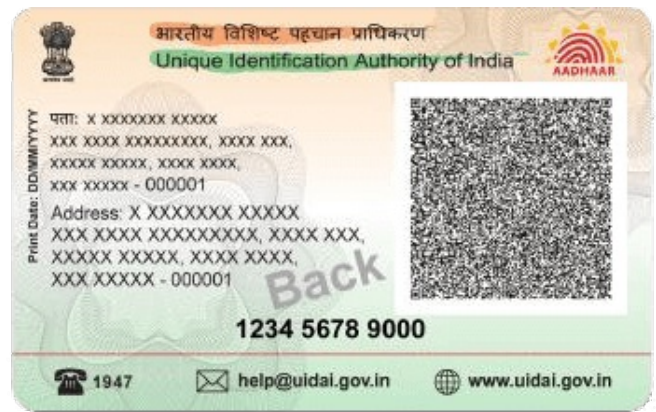 भारतीय विशिष्ट पहचान प्राधिकरण
Unique Identification Authority of India
AADHAAR
Print Date: DD/MM/YYYY
पता: X XXXXXXX XXXXX
XXX XXXX XXXXXXXXX, XXXX XXX,
XXXXX XXXXX, XXXX XXXX,
XXX XXXXX - 000001
Address: X XXXXXXX XXXXX
XXX XXXX XXXXXXXXX, XXXX XXX,
XXXXX XXXXX, XXXX XXXX,
XXX XXXXX - 000001
Back
1234 5678 9000
1947
help@uidai.gov.in
www.uidai.gov.in